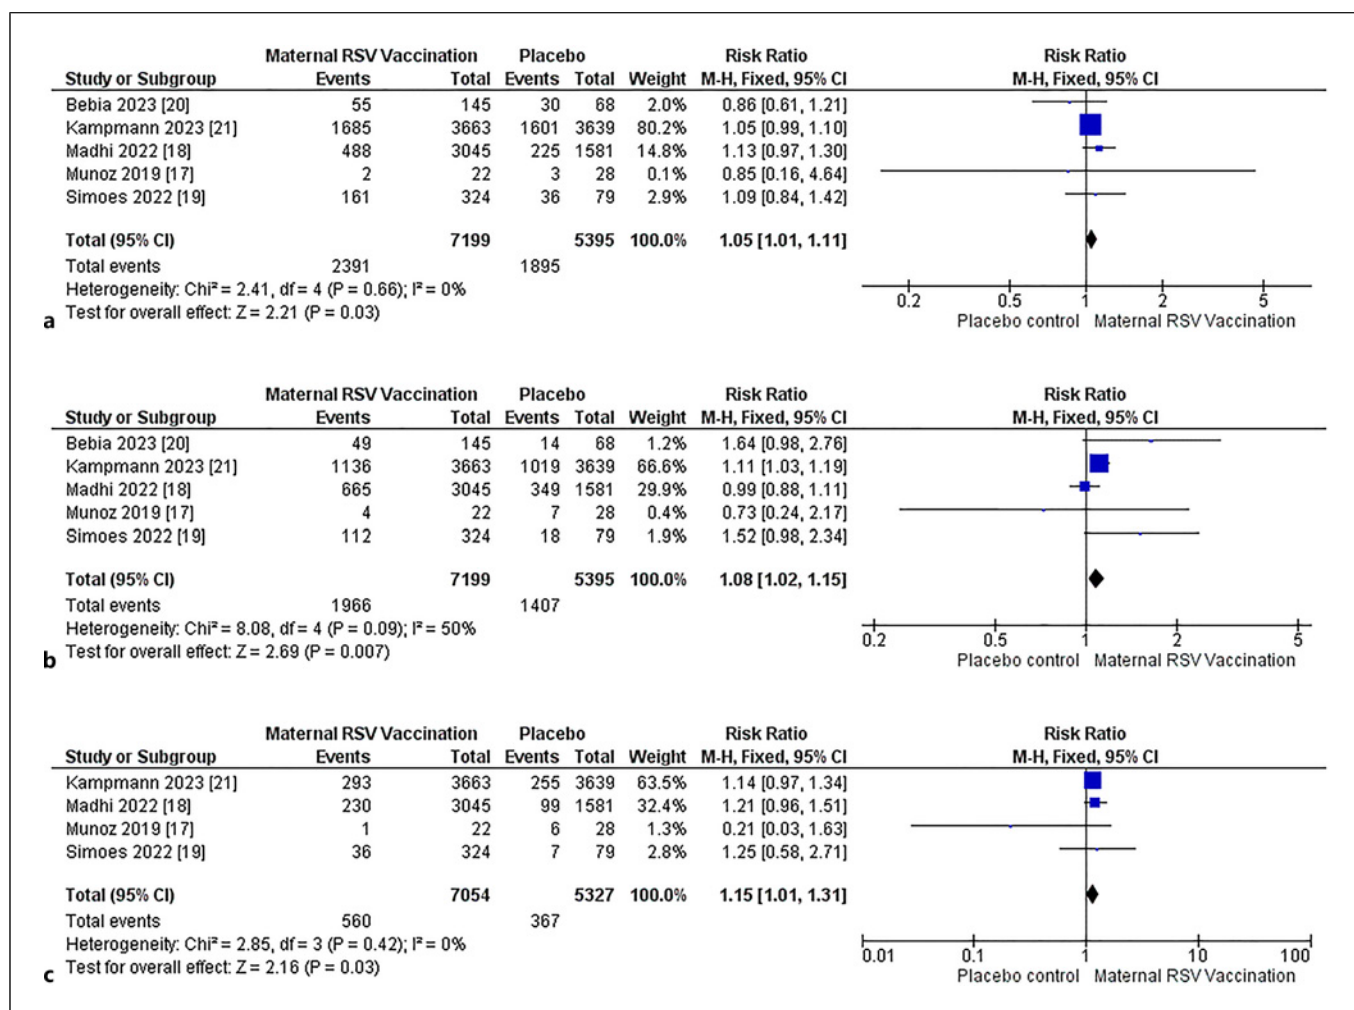 Maternal RSV Vaccination Placebo Risk Ratio Risk Ratio
Study or Subgroup Events Total Events Total Weight M-H, Fixed, 95% CI M-H, Fixed, 95% CI
Bebia 2023 [20] 55 145 30 68 2.0% 0.86 [0.61, 1.21]
Kampmann 2023 [21] 1685 3663 1601 3639 80.2% 1.05 [0.99, 1.10]
Madhi 2022 [18] 488 3045 225 1581 14.8% 1.13 [0.97, 1.30]
Munoz 2019 [17] 2 22 3 28 0.1% 0.85 [0.16, 4.64]
Simoes 2022 [19] 161 324 36 79 2.9% 1.09 [0.84, 1.42]
Total (95% CI) 7199 5395 100.0% 1.05 [1.01, 1.11]
Total events 2391 1895
Heterogeneity: Chi² = 2.41, df = 4 (P = 0.66); I² = 0%
0.2 0.5 1 2 5
a Test for overall effect: Z = 2.21 (P = 0.03)
Placebo control Maternal RSV Vaccination
Maternal RSV Vaccination Placebo Risk Ratio Risk Ratio
Study or Subgroup Events Total Events Total Weight M-H, Fixed, 95% CI M-H, Fixed, 95% CI
Bebia 2023 [20] 49 145 14 68 1.2% 1.64 [0.98, 2.76]
Kampmann 2023 [21] 1136 3663 1019 3639 66.6% 1.11 [1.03, 1.19]
Madhi 2022 [18] 665 3045 349 1581 29.9% 0.99 [0.88, 1.11]
Munoz 2019 [17] 4 22 7 28 0.4% 0.73 [0.24, 2.17]
Simoes 2022 [19] 112 324 18 79 1.9% 1.52 [0.98, 2.34]
Total (95% CI) 7199 5395 100.0% 1.08 [1.02, 1.15]
Total events 1966 1407
Heterogeneity: Chi² = 8.08, df = 4 (P = 0.09); I² = 50%
0.2 0.5 1 2 5
b Test for overall effect: Z = 2.69 (P = 0.007)
Placebo control Maternal RSV Vaccination
Maternal RSV Vaccination Placebo Risk Ratio Risk Ratio
Study or Subgroup Events Total Events Total Weight M-H, Fixed, 95% CI M-H, Fixed, 95% CI
Kampmann 2023 [21] 293 3663 255 3639 63.5% 1.14 [0.97, 1.34]
Madhi 2022 [18] 230 3045 99 1581 32.4% 1.21 [0.96, 1.51]
Munoz 2019 [17] 1 22 6 28 1.3% 0.21 [0.03, 1.63]
Simoes 2022 [19] 36 324 7 79 2.8% 1.25 [0.58, 2.71]
Total (95% CI) 7054 5327 100.0% 1.15 [1.01, 1.31]
Total events 560 367
Heterogeneity: Chi² = 2.85, df = 3 (P = 0.42); I² = 0%
0.01 0.1 1 10 100
c Test for overall effect: Z = 2.16 (P = 0.03)
Placebo control Maternal RSV Vaccination